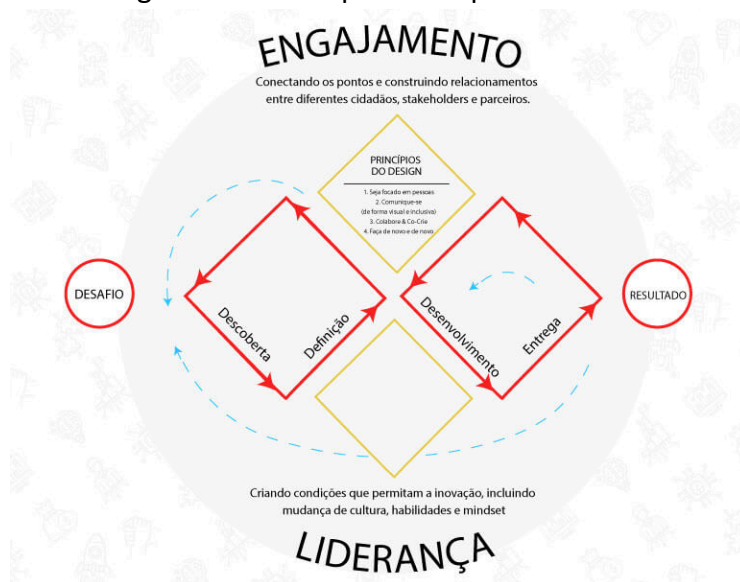 ENGAJAMENTO
Conectando os pontos e construindo relacionamentos
entre diferentes cidadãos, stakeholders e parceiros.
PRINCÍPIOS
DO DESIGN
1. Seja focado em pessoas
2. Comunique-se
(de forma visual e inclusiva)
3. Colabore & Co-Crie
4. Faça de novo e de novo
DESAFIO
Descoberta
Definição
Desenvolvimento
Entrega
RESULTADO
Criando condições que permitam a inovação, incluindo
mudança de cultura, habilidades e mindset
LIDERANÇA